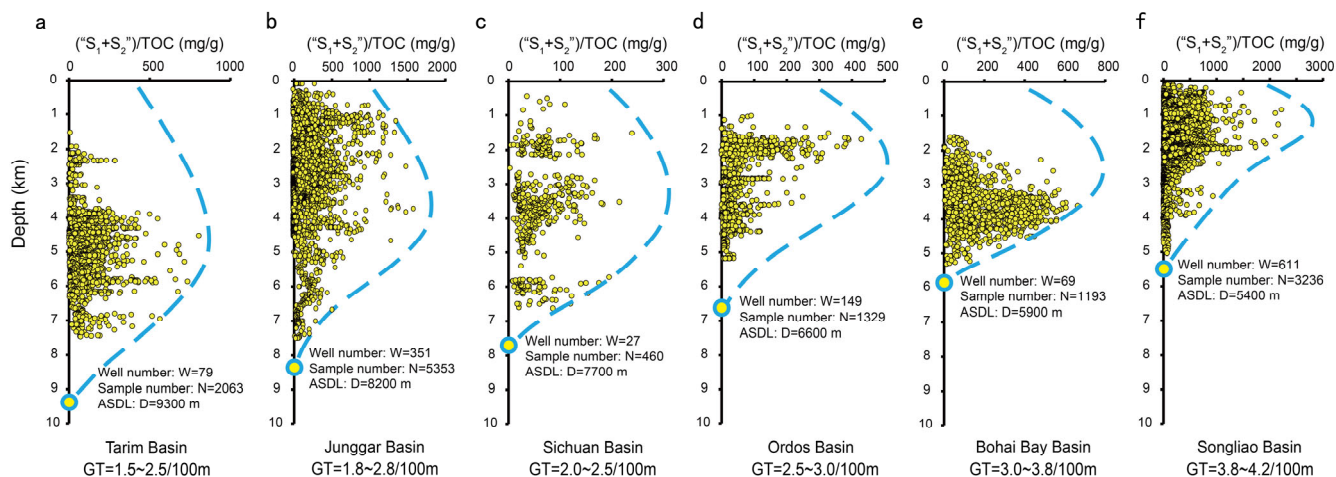 a
("S₁+S₂")/TOC (mg/g)
0 500 1000
0
1
2
3
4
5
6
7
8
9
10
Depth (km)
Well number: W=79
Sample number: N=2063
ASDL: D=9300 m
Tarim Basin
GT=1.5~2.5/100m
b
("S₁+S₂")/TOC (mg/g)
0 500 1000 1500 2000
0
1
2
3
4
5
6
7
8
9
10
Well number: W=351
Sample number: N=5353
ASDL: D=8200 m
Junggar Basin
GT=1.8~2.8/100m
c
("S₁+S₂")/TOC (mg/g)
0 100 200 300
0
1
2
3
4
5
6
7
8
9
10
Well number: W=27
Sample number: N=460
ASDL: D=7700 m
Sichuan Basin
GT=2.0~2.5/100m
d
("S₁+S₂")/TOC (mg/g)
0 100 200 300 400 500
0
1
2
3
4
5
6
7
8
9
10
Well number: W=149
Sample number: N=1329
ASDL: D=6600 m
Ordos Basin
GT=2.5~3.0/100m
e
("S₁+S₂")/TOC (mg/g)
0 200 400 600 800
0
1
2
3
4
5
6
7
8
9
10
Well number: W=69
Sample number: N=1193
ASDL: D=5900 m
Bohai Bay Basin
GT=3.0~3.8/100m
f
("S₁+S₂")/TOC (mg/g)
0 1000 2000 3000
0
1
2
3
4
5
6
7
8
9
10
Well number: W=611
Sample number: N=3236
ASDL: D=5400 m
Songliao Basin
GT=3.8~4.2/100m